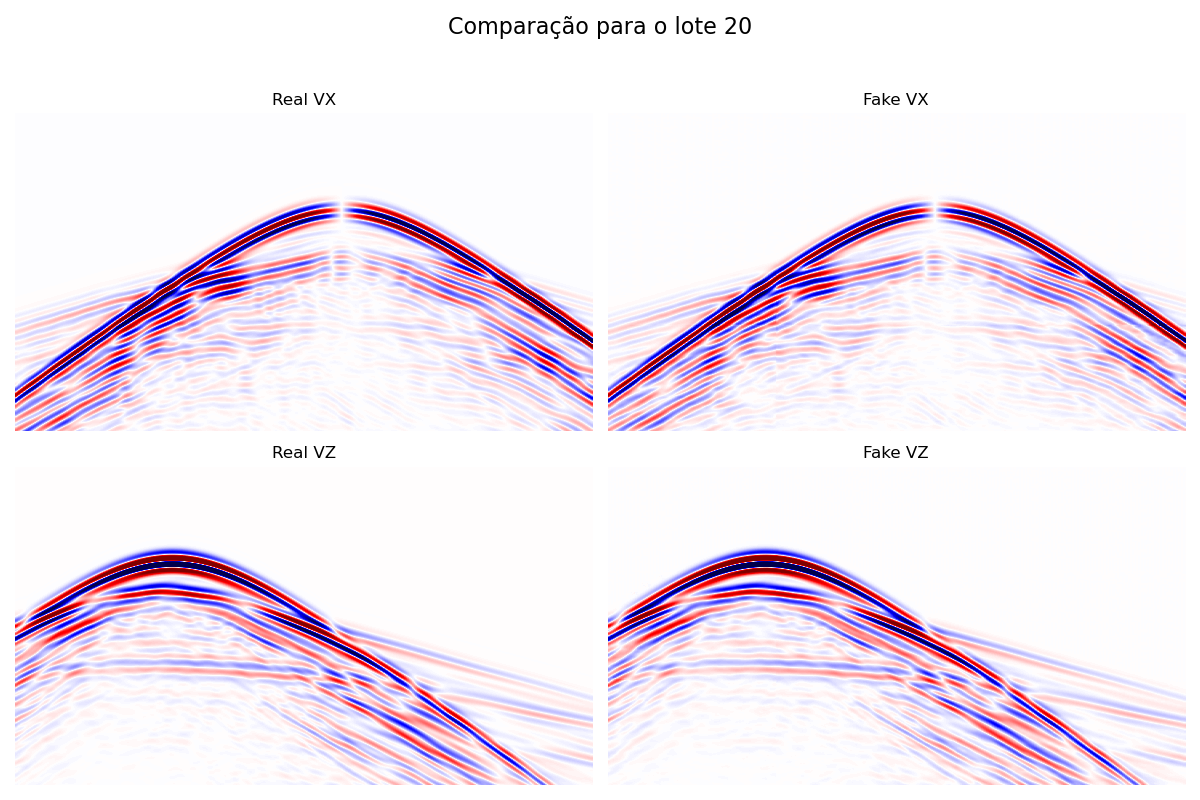 Comparação para o lote 20
Real VX
Fake VX
Real VZ
Fake VZ